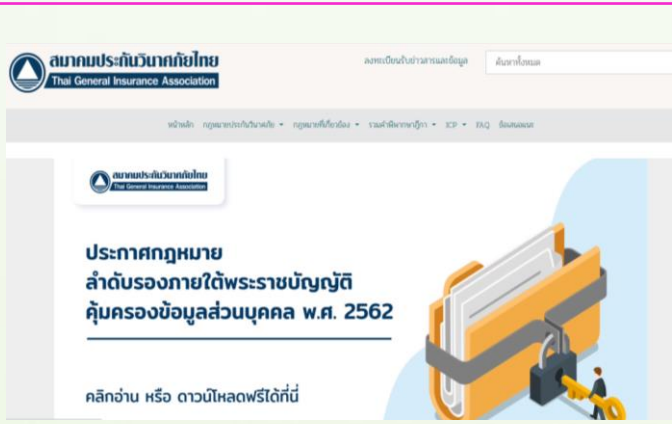 สมาคมประกันวินาศภัยไทย
Thai General Insurance Association
ลงทะเบียนรับข่าวสารและข้อมูล
ค้นหาทั้งหมด
หน้าหลัก กฎหมายประกันวินาศภัย กฎหมายที่เกี่ยวข้อง รวมคำพิพากษาฎีกา ICP FAQ ข้อเสนอแนะ
สมาคมประกันวินาศภัยไทย
Thai General Insurance Association
ประกาศกฎหมาย
ลำดับรองภายใต้พระราชบัญญัติ
คุ้มครองข้อมูลส่วนบุคคล พ.ศ. 2562
คลิกอ่าน หรือ ดาวน์โหลดฟรีได้ที่นี่